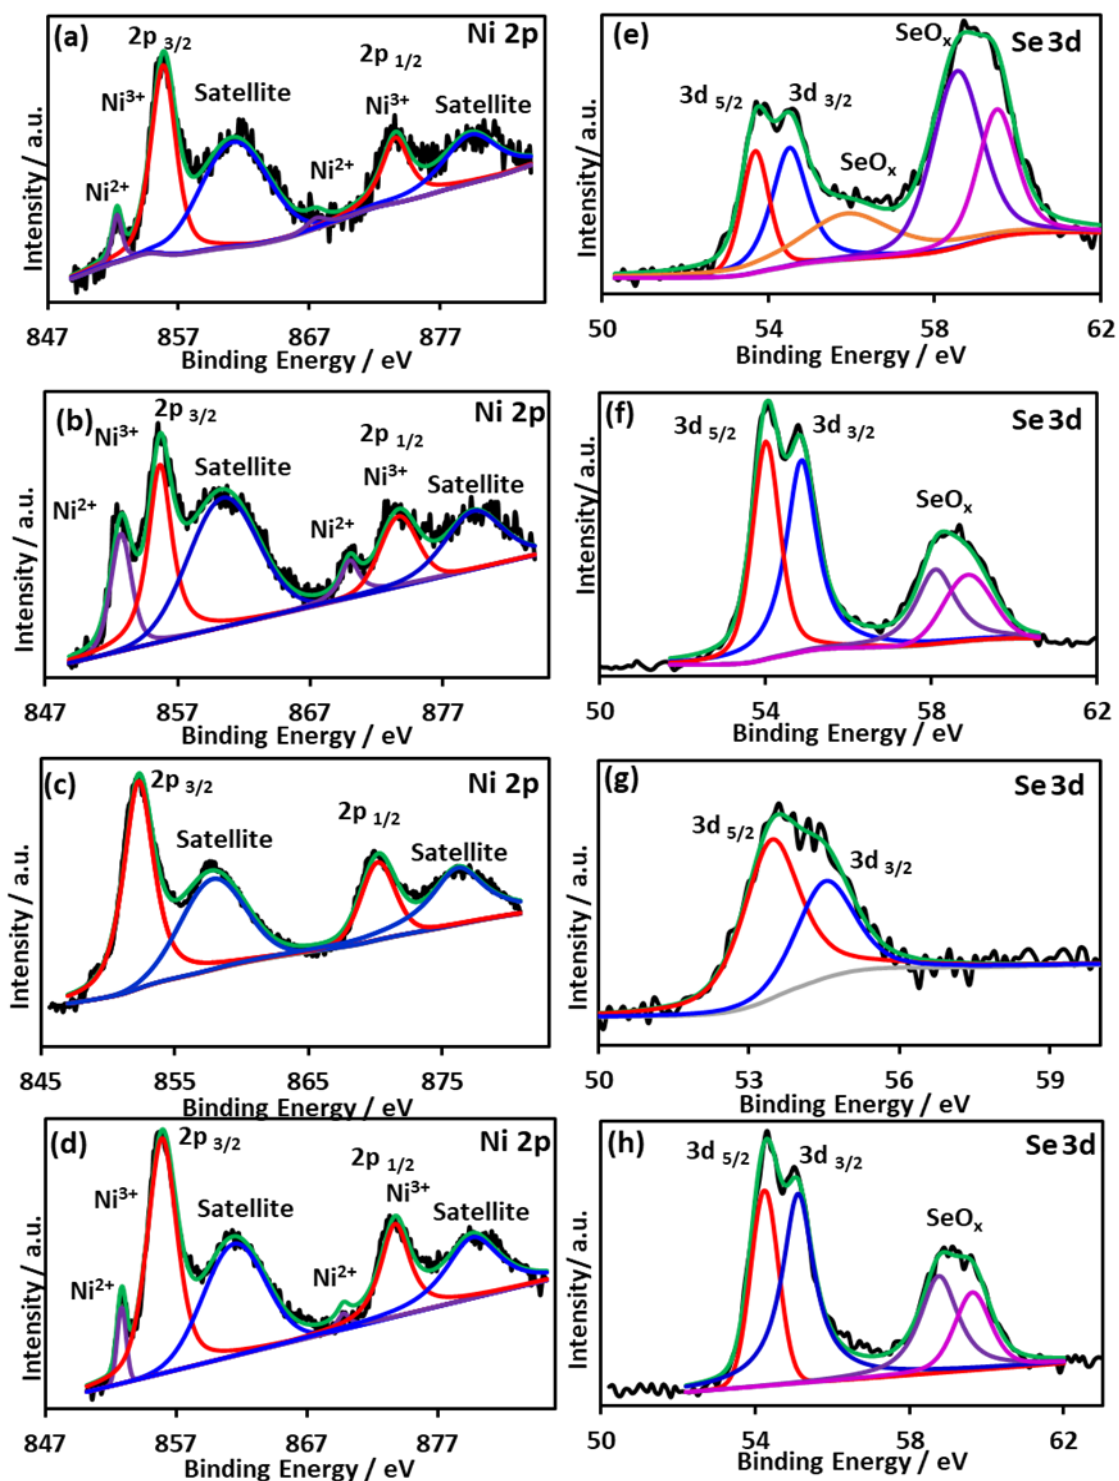 (a) 2p 3/2 Ni 2p
2p 1/2
Ni³⁺ Satellite Ni³⁺ Satellite
Ni²⁺ Ni²⁺
Intensity / a.u.
847 857 867 877
Binding Energy / eV
(e) SeOₓ Se 3d
3d 5/2 3d 3/2
SeOₓ
Intensity/ a.u.
50 54 58 62
Binding Energy / eV
(b) 2p 3/2 Ni 2p
Ni³⁺ 2p 1/2
Satellite Ni³⁺ Satellite
Ni²⁺ Ni²⁺
Intensity / a.u.
847 857 867 877
Binding Energy / eV
(f) 3d 5/2 3d 3/2 Se 3d
SeOₓ
Intensity/ a.u.
50 54 58 62
Binding Energy / eV
(c) 2p 3/2 Ni 2p
2p 1/2
Satellite Satellite
Intensity / a.u.
845 855 865 875
Binding Energy / eV
(g) Se 3d
3d 5/2
3d 3/2
Intensity / a.u.
50 53 56 59
Binding Energy / eV
(d) 2p 3/2 Ni 2p
2p 1/2
Ni³⁺ Ni³⁺
Satellite Satellite
Ni²⁺ Ni²⁺
Intensity / a.u.
847 857 867 877
Binding Energy / eV
(h) 3d 5/2 3d 3/2 Se 3d
SeOₓ
Intensity/ a.u.
50 54 58 62
Binding Energy / eV